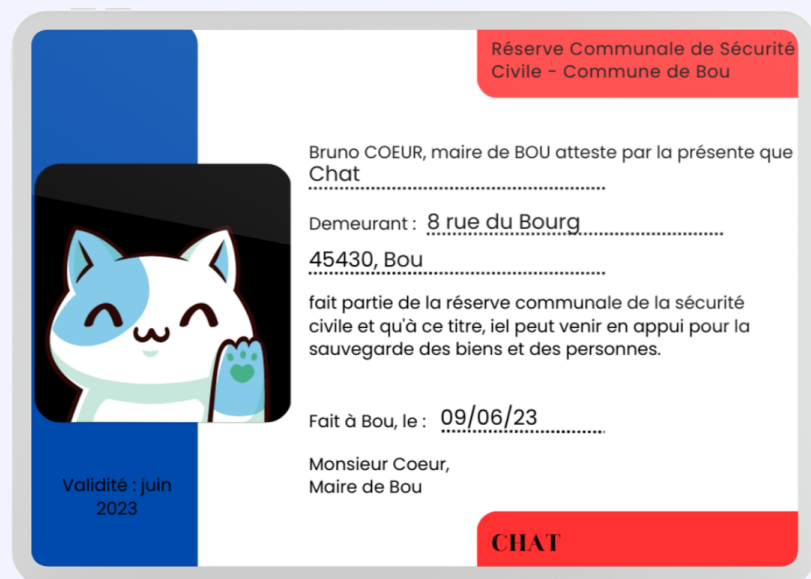 Réserve Communale de Sécurité
Civile - Commune de Bou
Bruno COEUR, maire de BOU atteste par la présente que
Chat
Demeurant : 8 rue du Bourg
45430, Bou
fait partie de la réserve communale de la sécurité
civile et qu'à ce titre, iel peut venir en appui pour la
sauvegarde des biens et des personnes.
Fait à Bou, le : 09/06/23
Monsieur Coeur,
Maire de Bou
Validité : juin
2023
CHAT